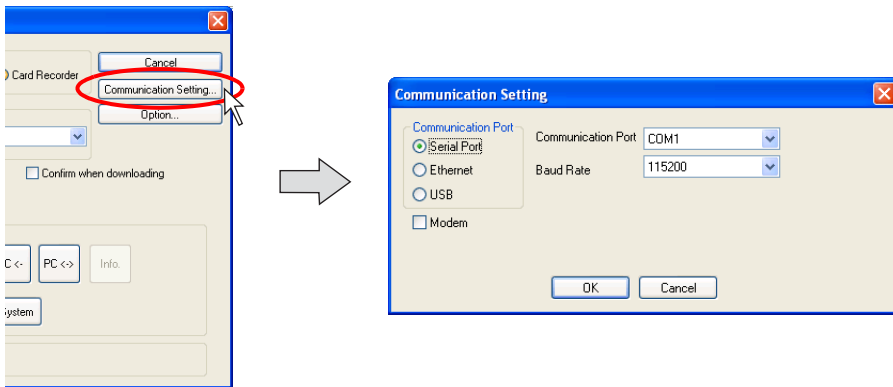 Cancel
Card Recorder
Communication Setting...
Option...
Confirm when downloading
C <-
PC <->
Info.
System
Communication Setting
Communication Port
Serial Port
Communication Port
COM1
Ethernet
Baud Rate
115200
USB
Modem
OK
Cancel